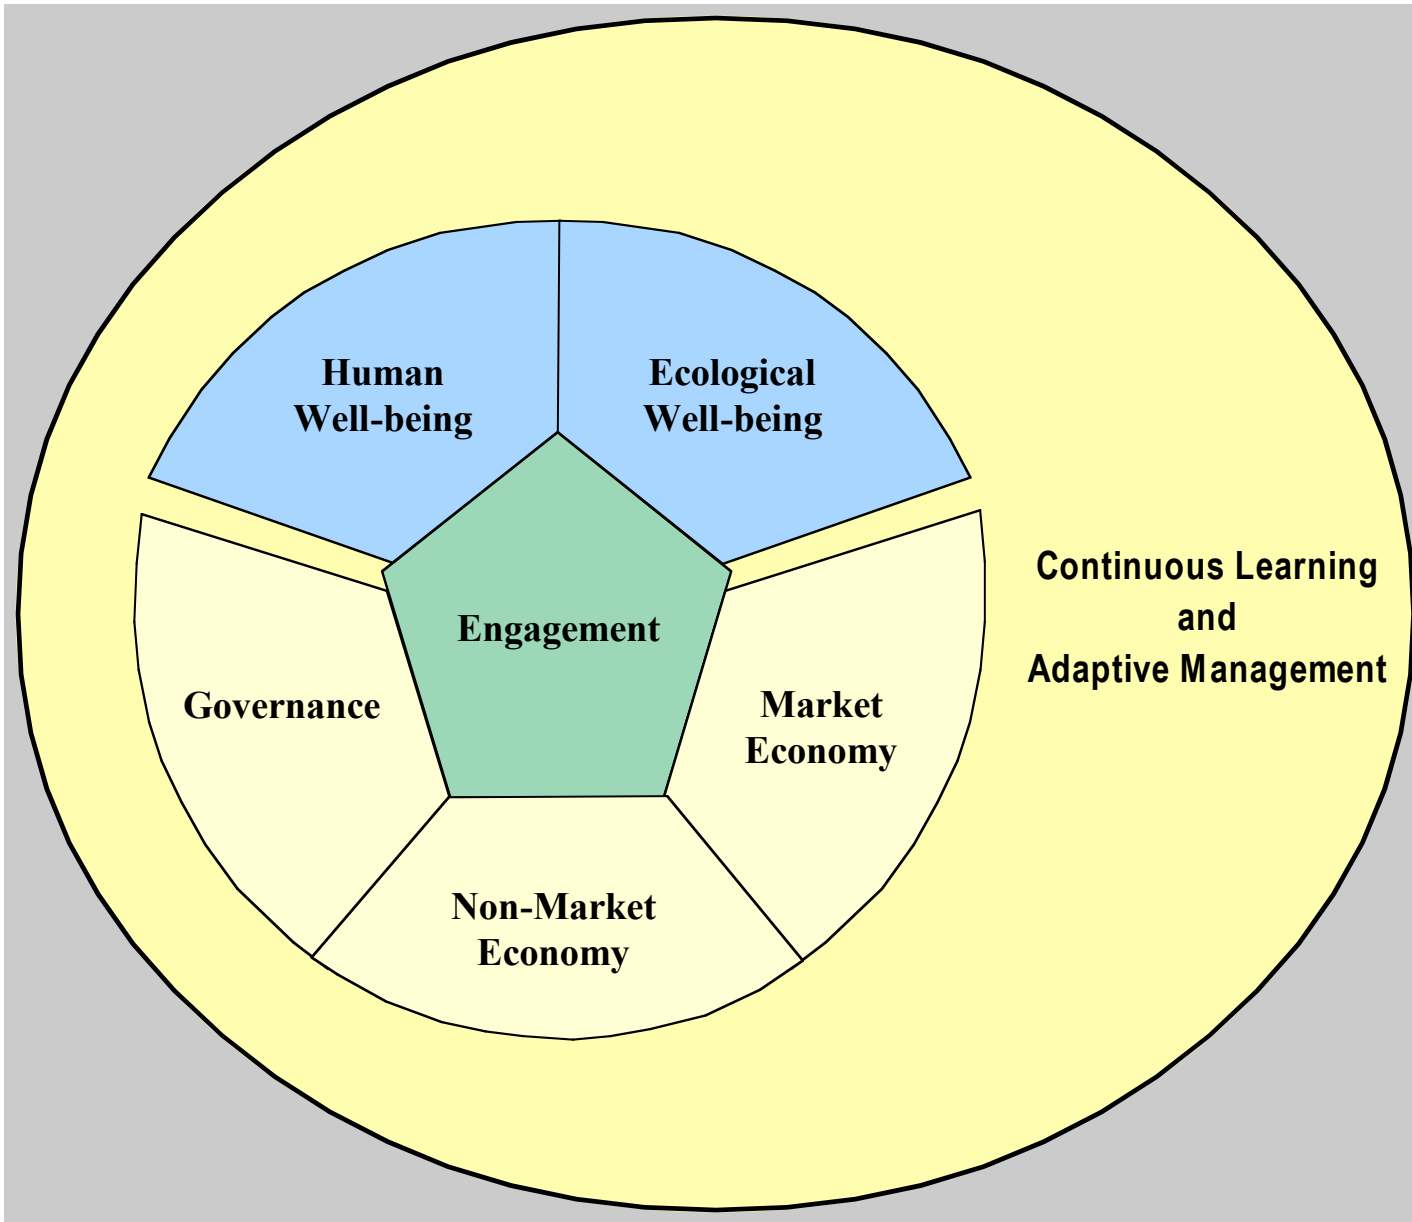 Human
Well-being
Ecological
Well-being
Continuous Learning
and
Adaptive Management
Engagement
Governance
Market
Economy
Non-Market
Economy